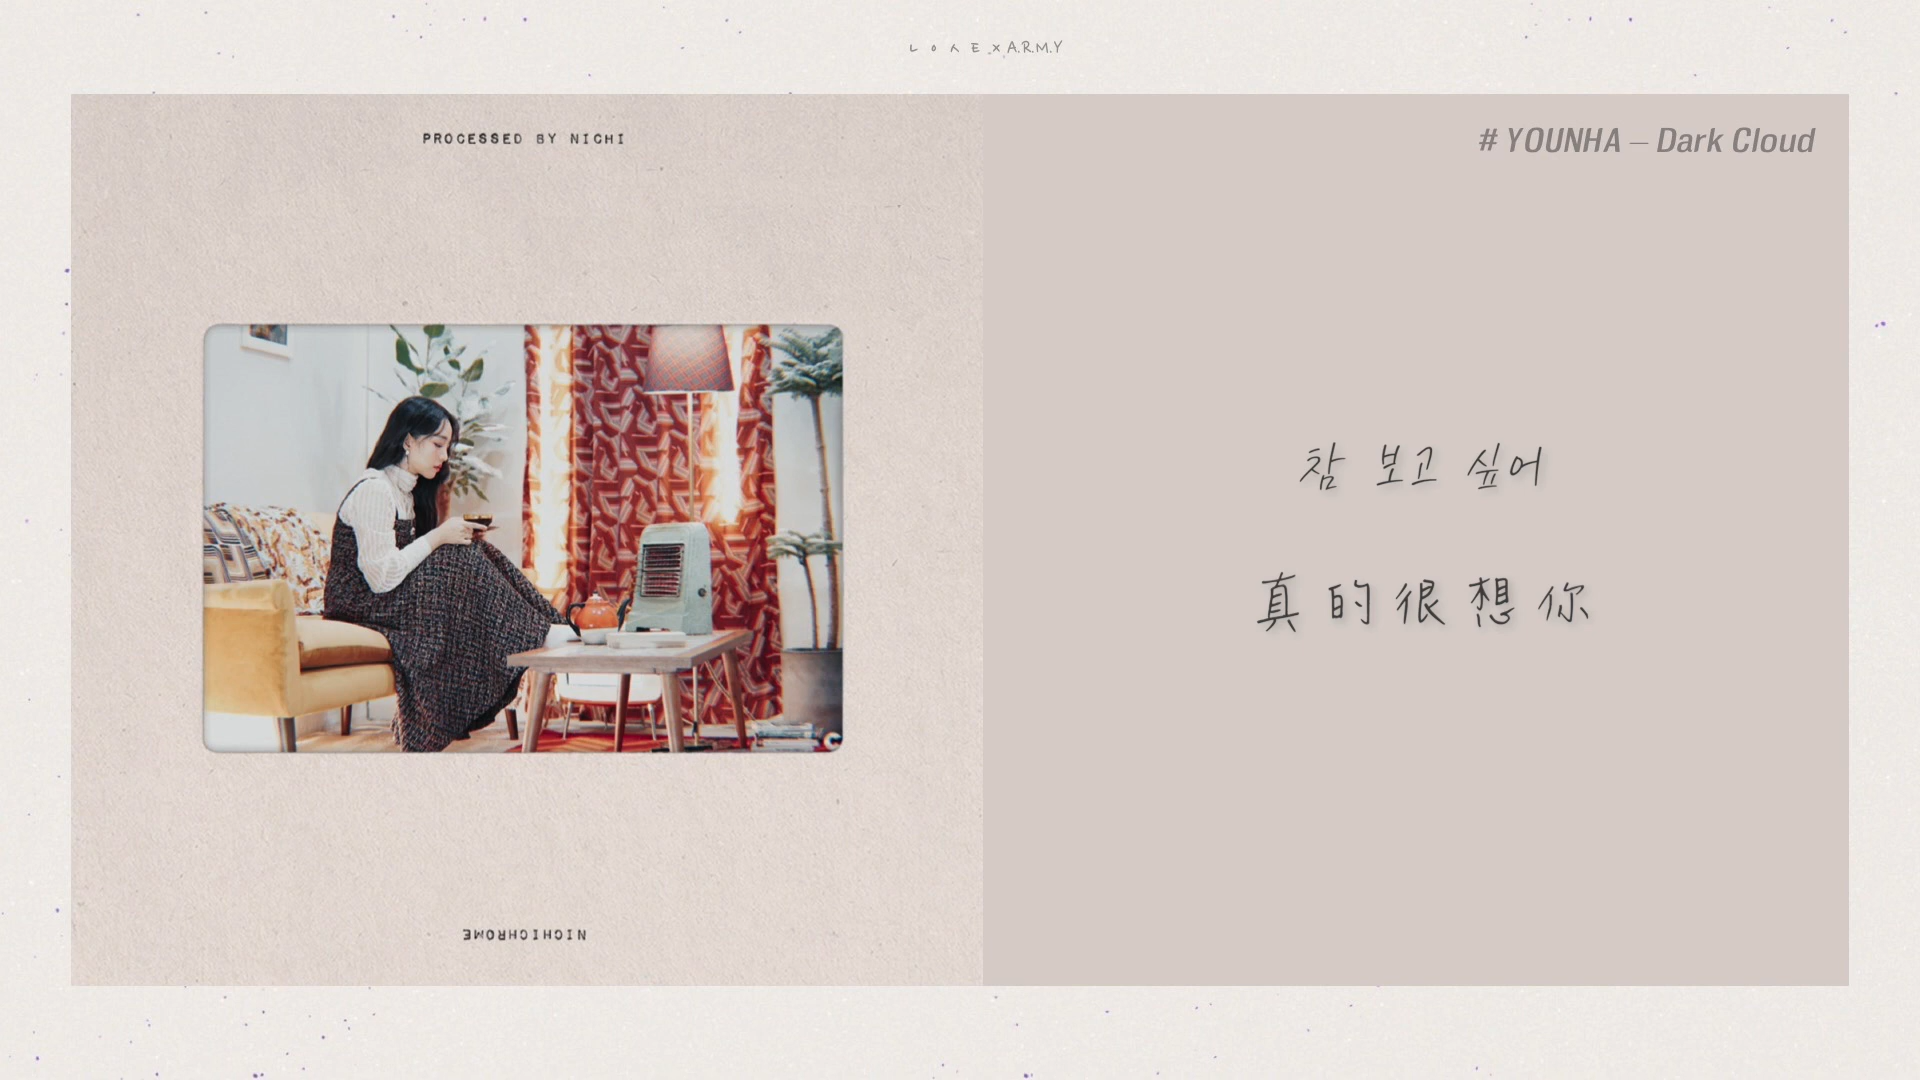 PROCESSED BY NICHI
NICHICHROME
# YOUNHA – Dark Cloud
참 보고 싶어
真的很想你